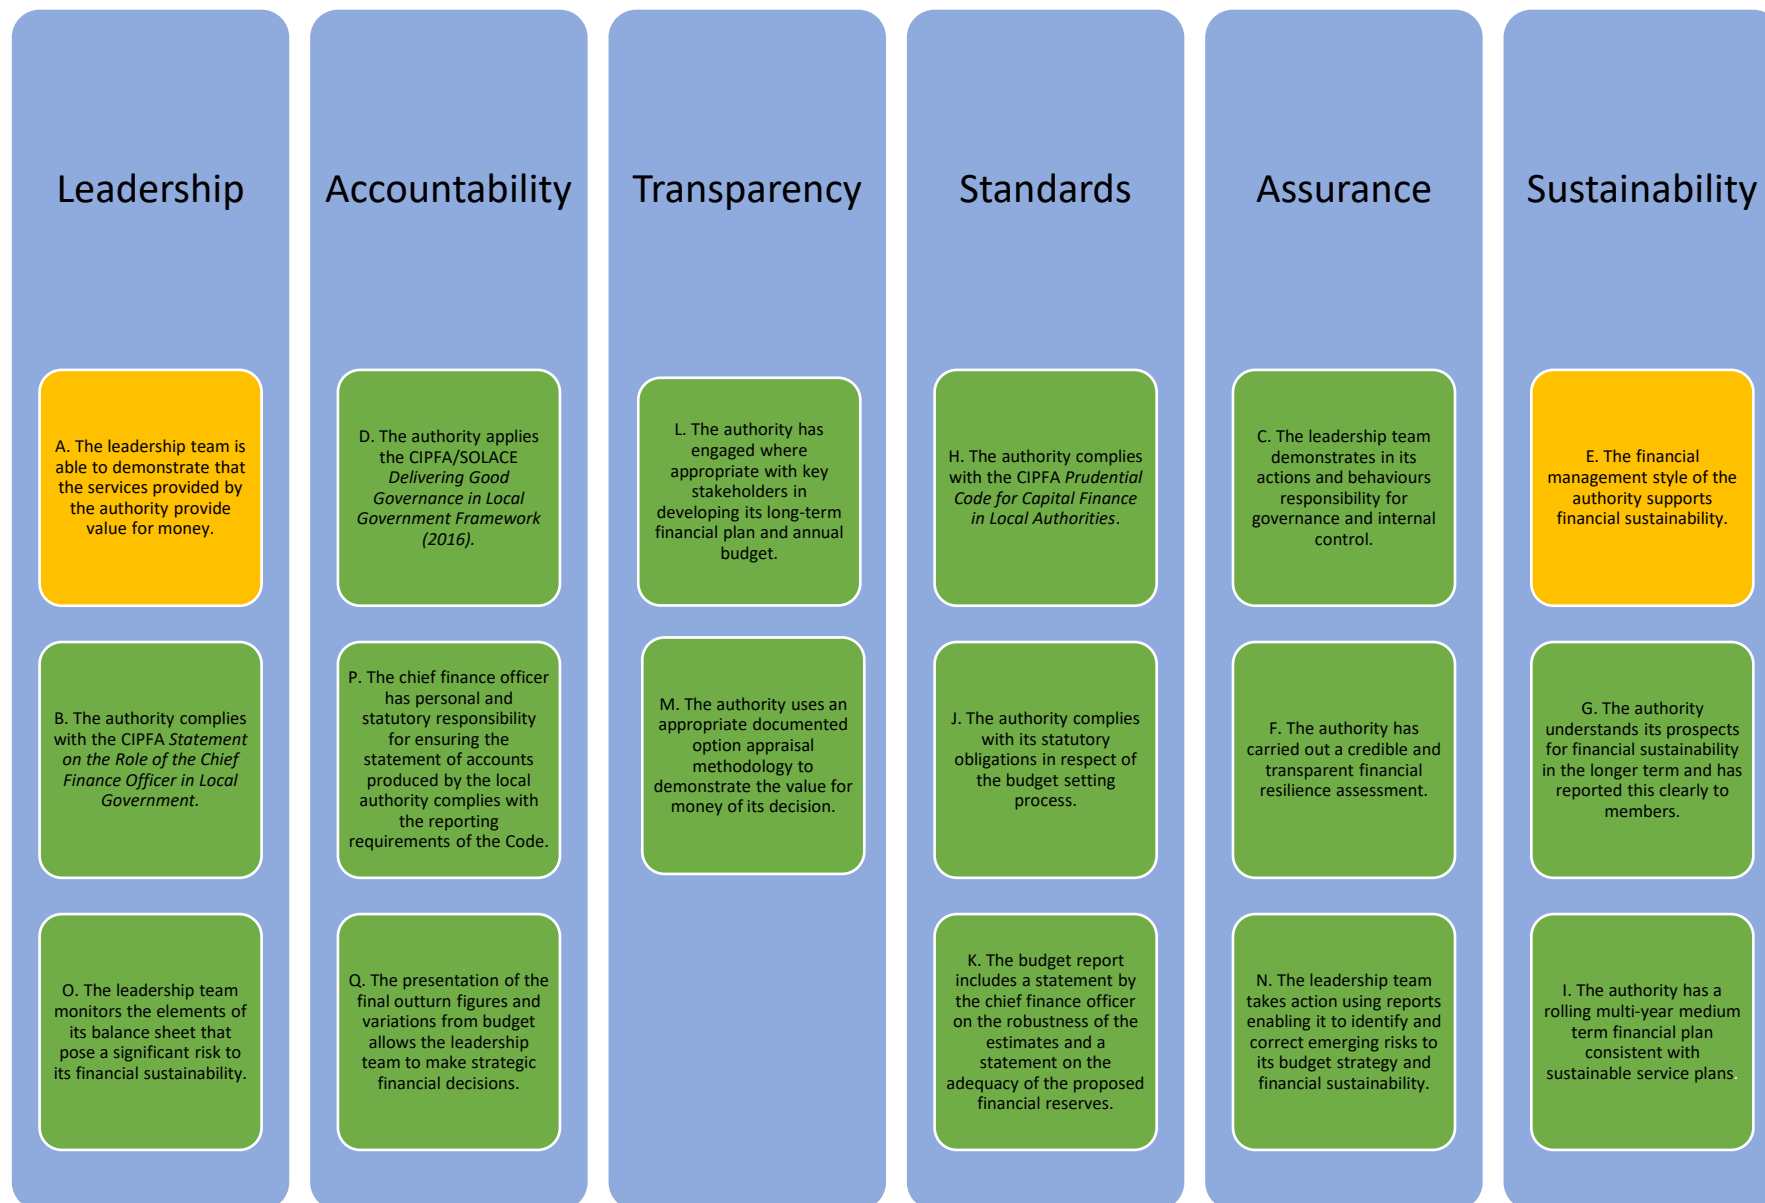 Leadership
A. The leadership team is
able to demonstrate that
the services provided by
the authority provide
value for money.
B. The authority complies
with the CIPFA Statement
on the Role of the Chief
Finance Officer in Local
Government.
O. The leadership team
monitors the elements of
its balance sheet that
pose a significant risk to
its financial sustainability.
Accountability
D. The authority applies
the CIPFA/SOLACE
Delivering Good
Governance in Local
Government Framework
(2016).
P. The chief finance officer
has personal and
statutory responsibility
for ensuring the
statement of accounts
produced by the local
authority complies with
the reporting
requirements of the Code.
Q. The presentation of the
final outturn figures and
variations from budget
allows the leadership
team to make strategic
financial decisions.
Transparency
L. The authority has
engaged where
appropriate with key
stakeholders in
developing its long-term
financial plan and annual
budget.
M. The authority uses an
appropriate documented
option appraisal
methodology to
demonstrate the value for
money of its decision.
Standards
H. The authority complies
with the CIPFA Prudential
Code for Capital Finance
in Local Authorities.
J. The authority complies
with its statutory
obligations in respect of
the budget setting
process.
K. The budget report
includes a statement by
the chief finance officer
on the robustness of the
estimates and a
statement on the
adequacy of the proposed
financial reserves.
Assurance
C. The leadership team
demonstrates in its
actions and behaviours
responsibility for
governance and internal
control.
F. The authority has
carried out a credible and
transparent financial
resilience assessment.
N. The leadership team
takes action using reports
enabling it to identify and
correct emerging risks to
its budget strategy and
financial sustainability.
Sustainability
E. The financial
management style of the
authority supports
financial sustainability.
G. The authority
understands its prospects
for financial sustainability
in the longer term and has
reported this clearly to
members.
I. The authority has a
rolling multi-year medium
term financial plan
consistent with
sustainable service plans.